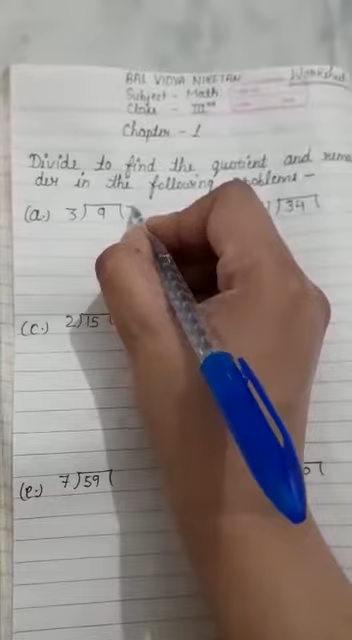 BAL VIDYA NIKETAN Worksheet
Subject - Math
Class - III
Chapter - 1
Divide to find the quotient and
der in the following problems -
(a.) 3)9( )34(
(c.) 2)15(
(e.) 7)59(